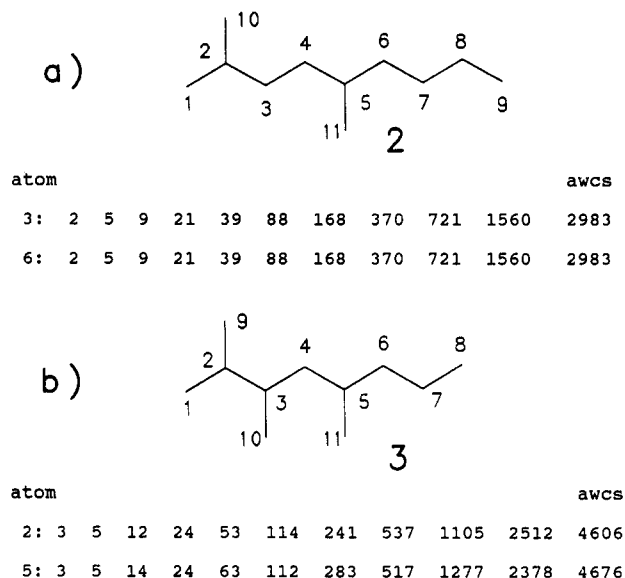 a)
10
2 4 6 8
1 3 5 7 9
11
2
atom awcs
3: 2 5 9 21 39 88 168 370 721 1560 2983
6: 2 5 9 21 39 88 168 370 721 1560 2983
b)
9
4 6 8
2
1 3 5 7
10 11
3
atom awcs
2: 3 5 12 24 53 114 241 537 1105 2512 4606
5: 3 5 14 24 63 112 283 517 1277 2378 4676